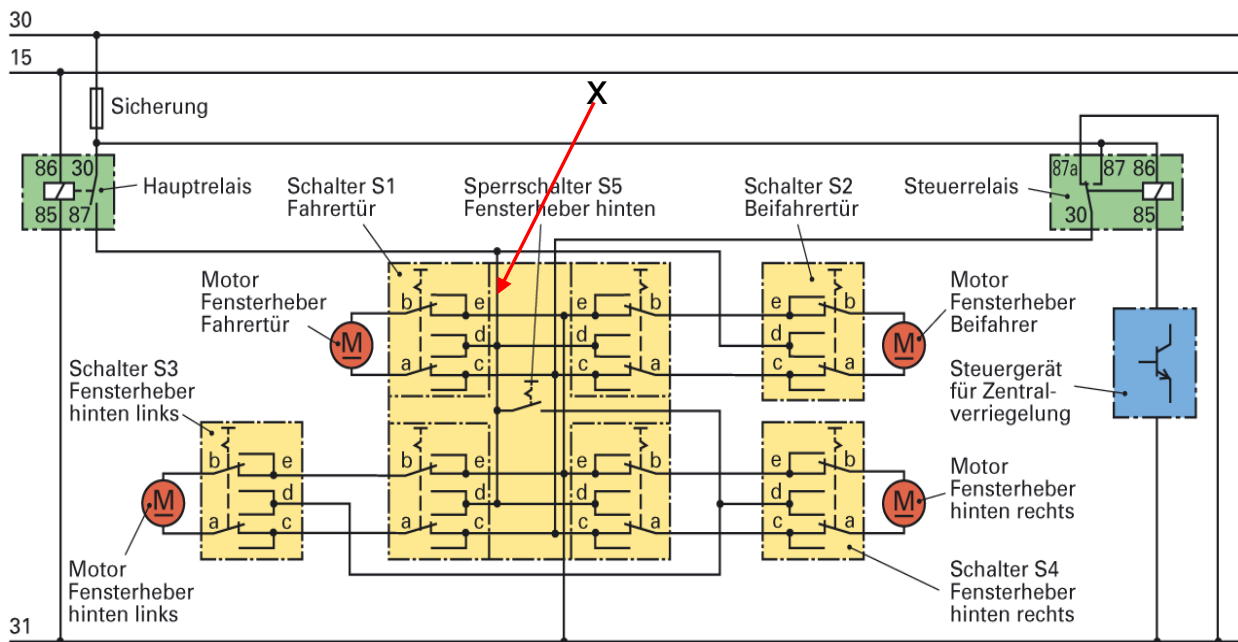 30
15
X
Sicherung
86 30
85 87
Hauptrelais
Schalter S1
Fahrertür
Sperrschalter S5
Fensterheber hinten
Schalter S2
Beifahrertür
Steuerrelais
87a 87 86
30 85
Motor
Fensterheber
Fahrertür
M
b e
d
a c
e b
d
c a
e b
d
c a
M
Motor
Fensterheber
Beifahrer
Schalter S3
Fensterheber
hinten links
Steuergerät
für Zentral-
verriegelung
M
b e
d
a c
b e
d
a c
e b
d
c a
e b
d
c a
M
Motor
Fensterheber
hinten rechts
Motor
Fensterheber
hinten links
Schalter S4
Fensterheber
hinten rechts
31